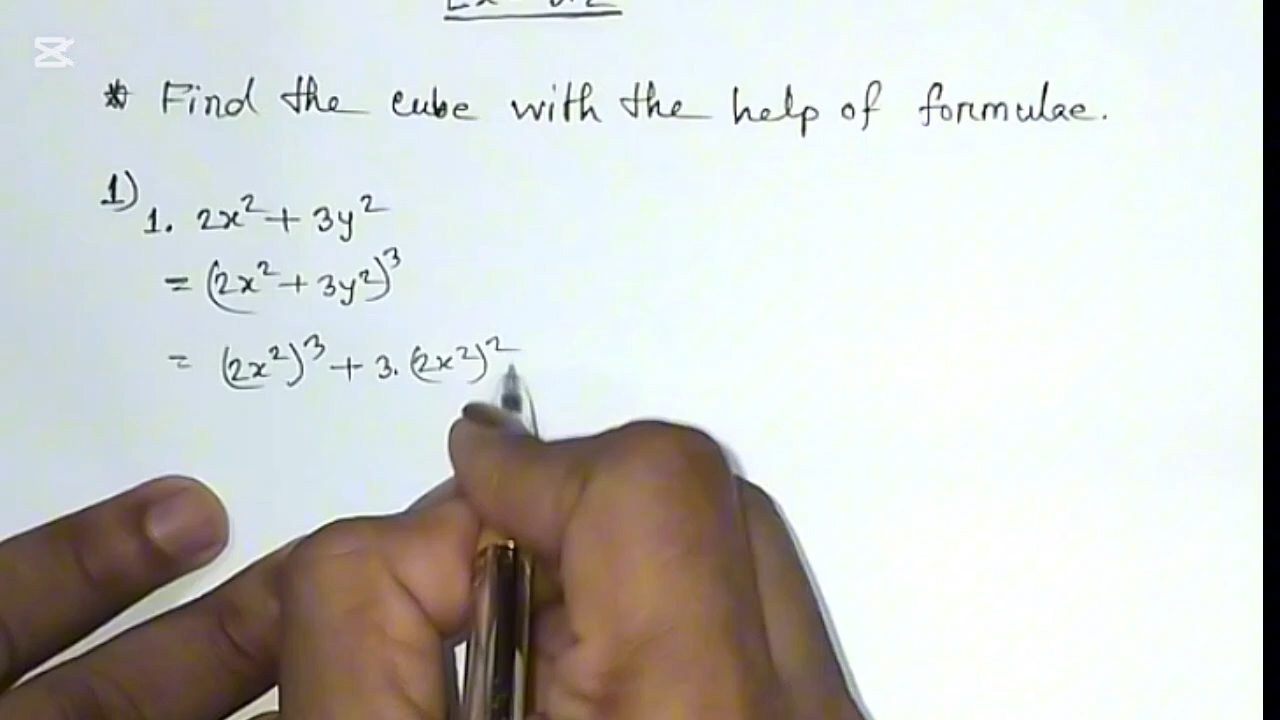 * Find the cube with the help of formulae.
1)
1. 2x² + 3y²
= (2x² + 3y²)³
= (2x²)³ + 3. (2x²)²